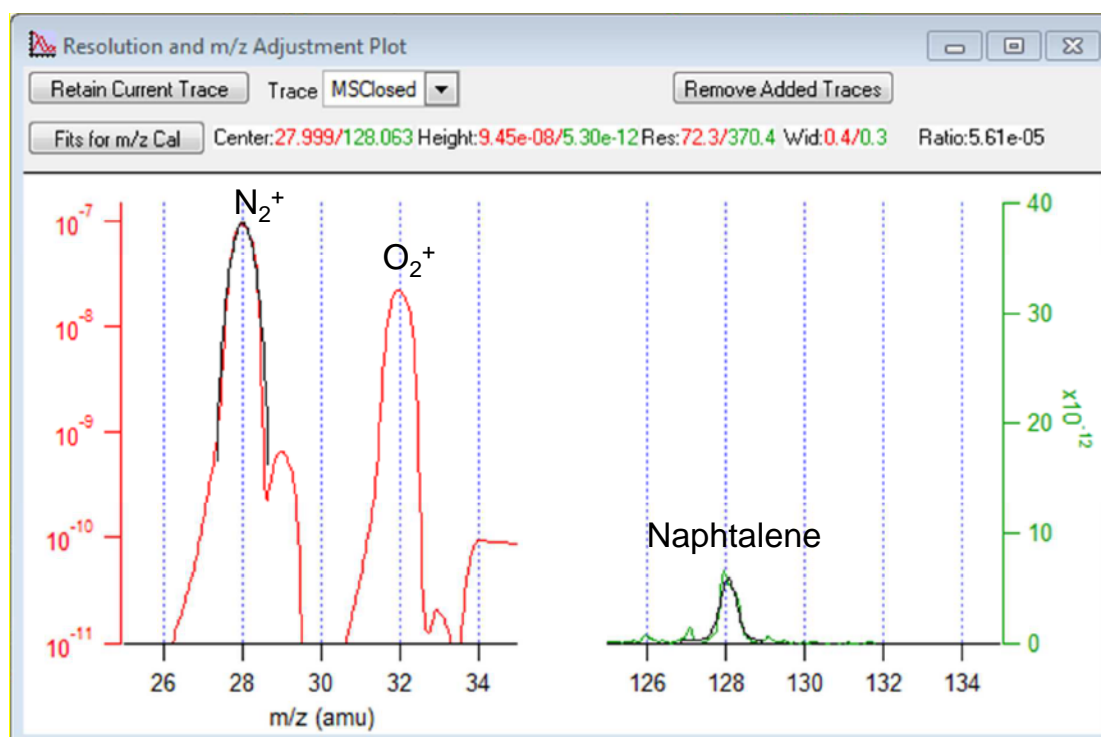 Resolution and m/z Adjustment Plot
Retain Current Trace Trace MSClosed Remove Added Traces
Fits for m/z Cal Center:27.999/128.063 Height:9.45e-08/5.30e-12 Res:72.3/370.4 Wid:0.4/0.3 Ratio:5.61e-05
N₂⁺
O₂⁺
Naphtalene
10⁻⁷
10⁻⁸
10⁻⁹
10⁻¹⁰
10⁻¹¹
40
30
20
10
0
x10⁻¹²
26 28 30 32 34 126 128 130 132 134
m/z (amu)